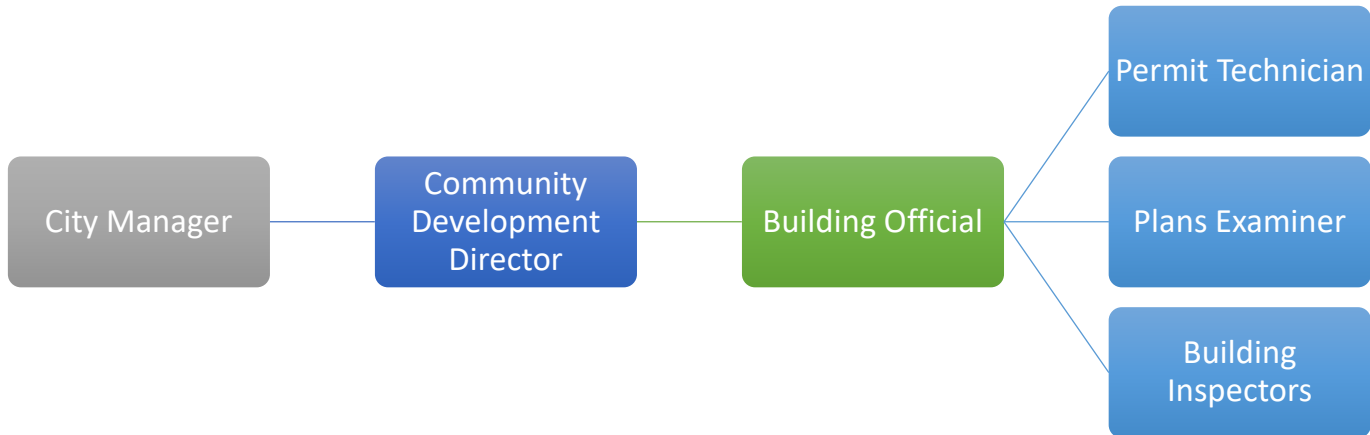 City Manager
Community
Development
Director
Building Official
Permit Technician
Plans Examiner
Building
Inspectors